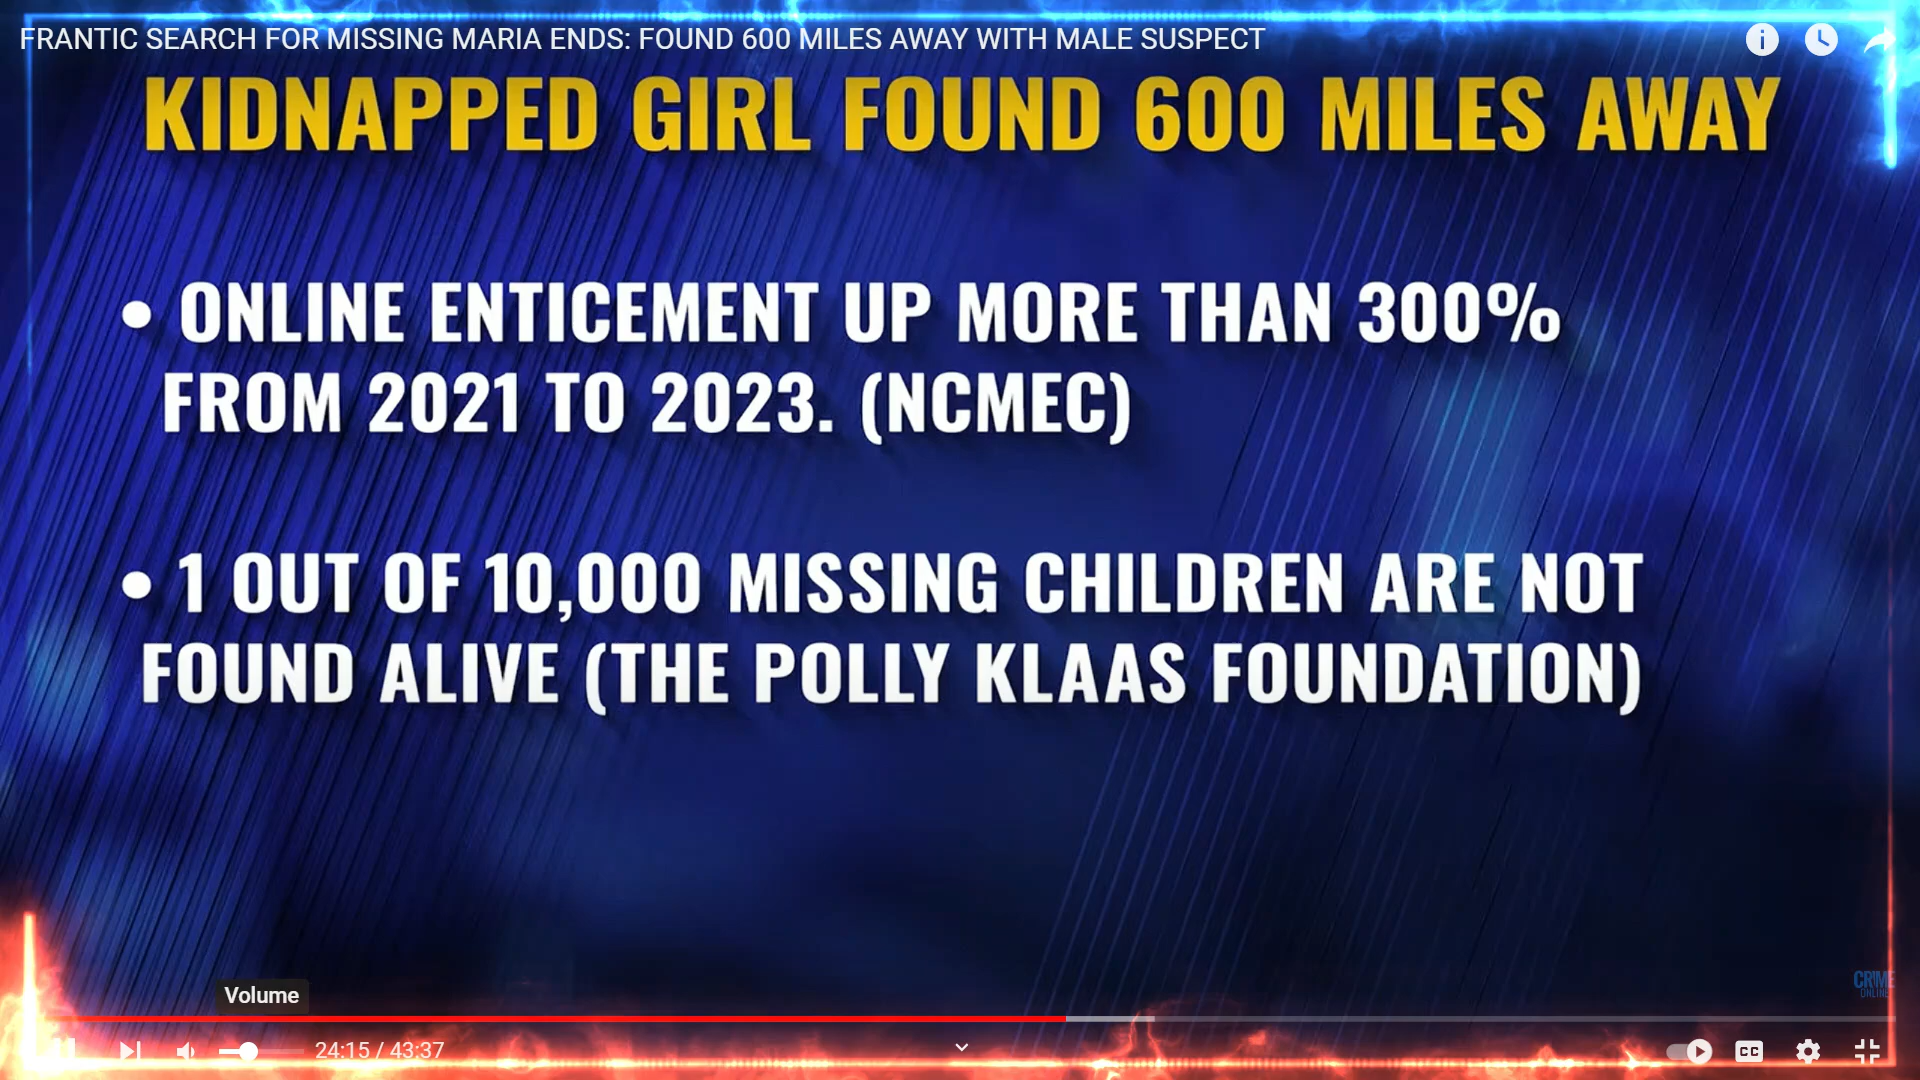 FRANTIC SEARCH FOR MISSING MARIA ENDS: FOUND 600 MILES AWAY WITH MALE SUSPECT
KIDNAPPED GIRL FOUND 600 MILES AWAY
• ONLINE ENTICEMENT UP MORE THAN 300%
FROM 2021 TO 2023. (NCMEC)
• 1 OUT OF 10,000 MISSING CHILDREN ARE NOT
FOUND ALIVE (THE POLLY KLAAS FOUNDATION)
CRIME
ONLINE
Volume
24:15 / 43:37
CC